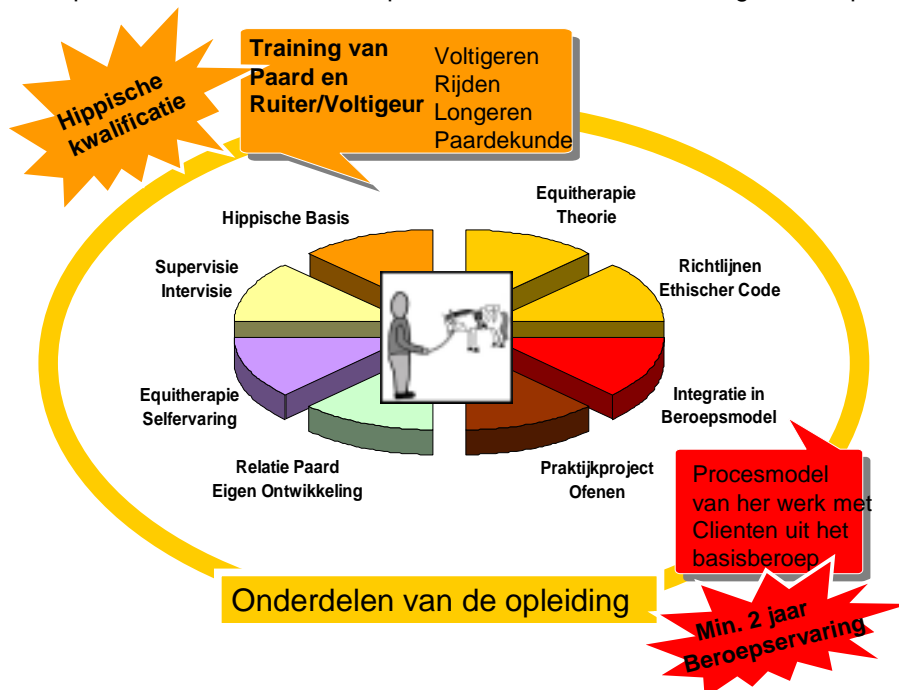 Hippische
kwalificatie
Training van
Paard en
Ruiter/Voltigeur
Voltigeren
Rijden
Longeren
Paardekunde
Hippische Basis
Equitherapie
Theorie
Supervisie
Intervisie
Richtlijnen
Ethischer Code
Equitherapie
Selfervaring
Integratie in
Beroepsmodel
Relatie Paard
Eigen Ontwikkeling
Praktijkproject
Ofenen
Procesmodel
van her werk met
Clienten uit het
basisberoep
Onderdelen van de opleiding
Min. 2 jaar
Beroepservaring